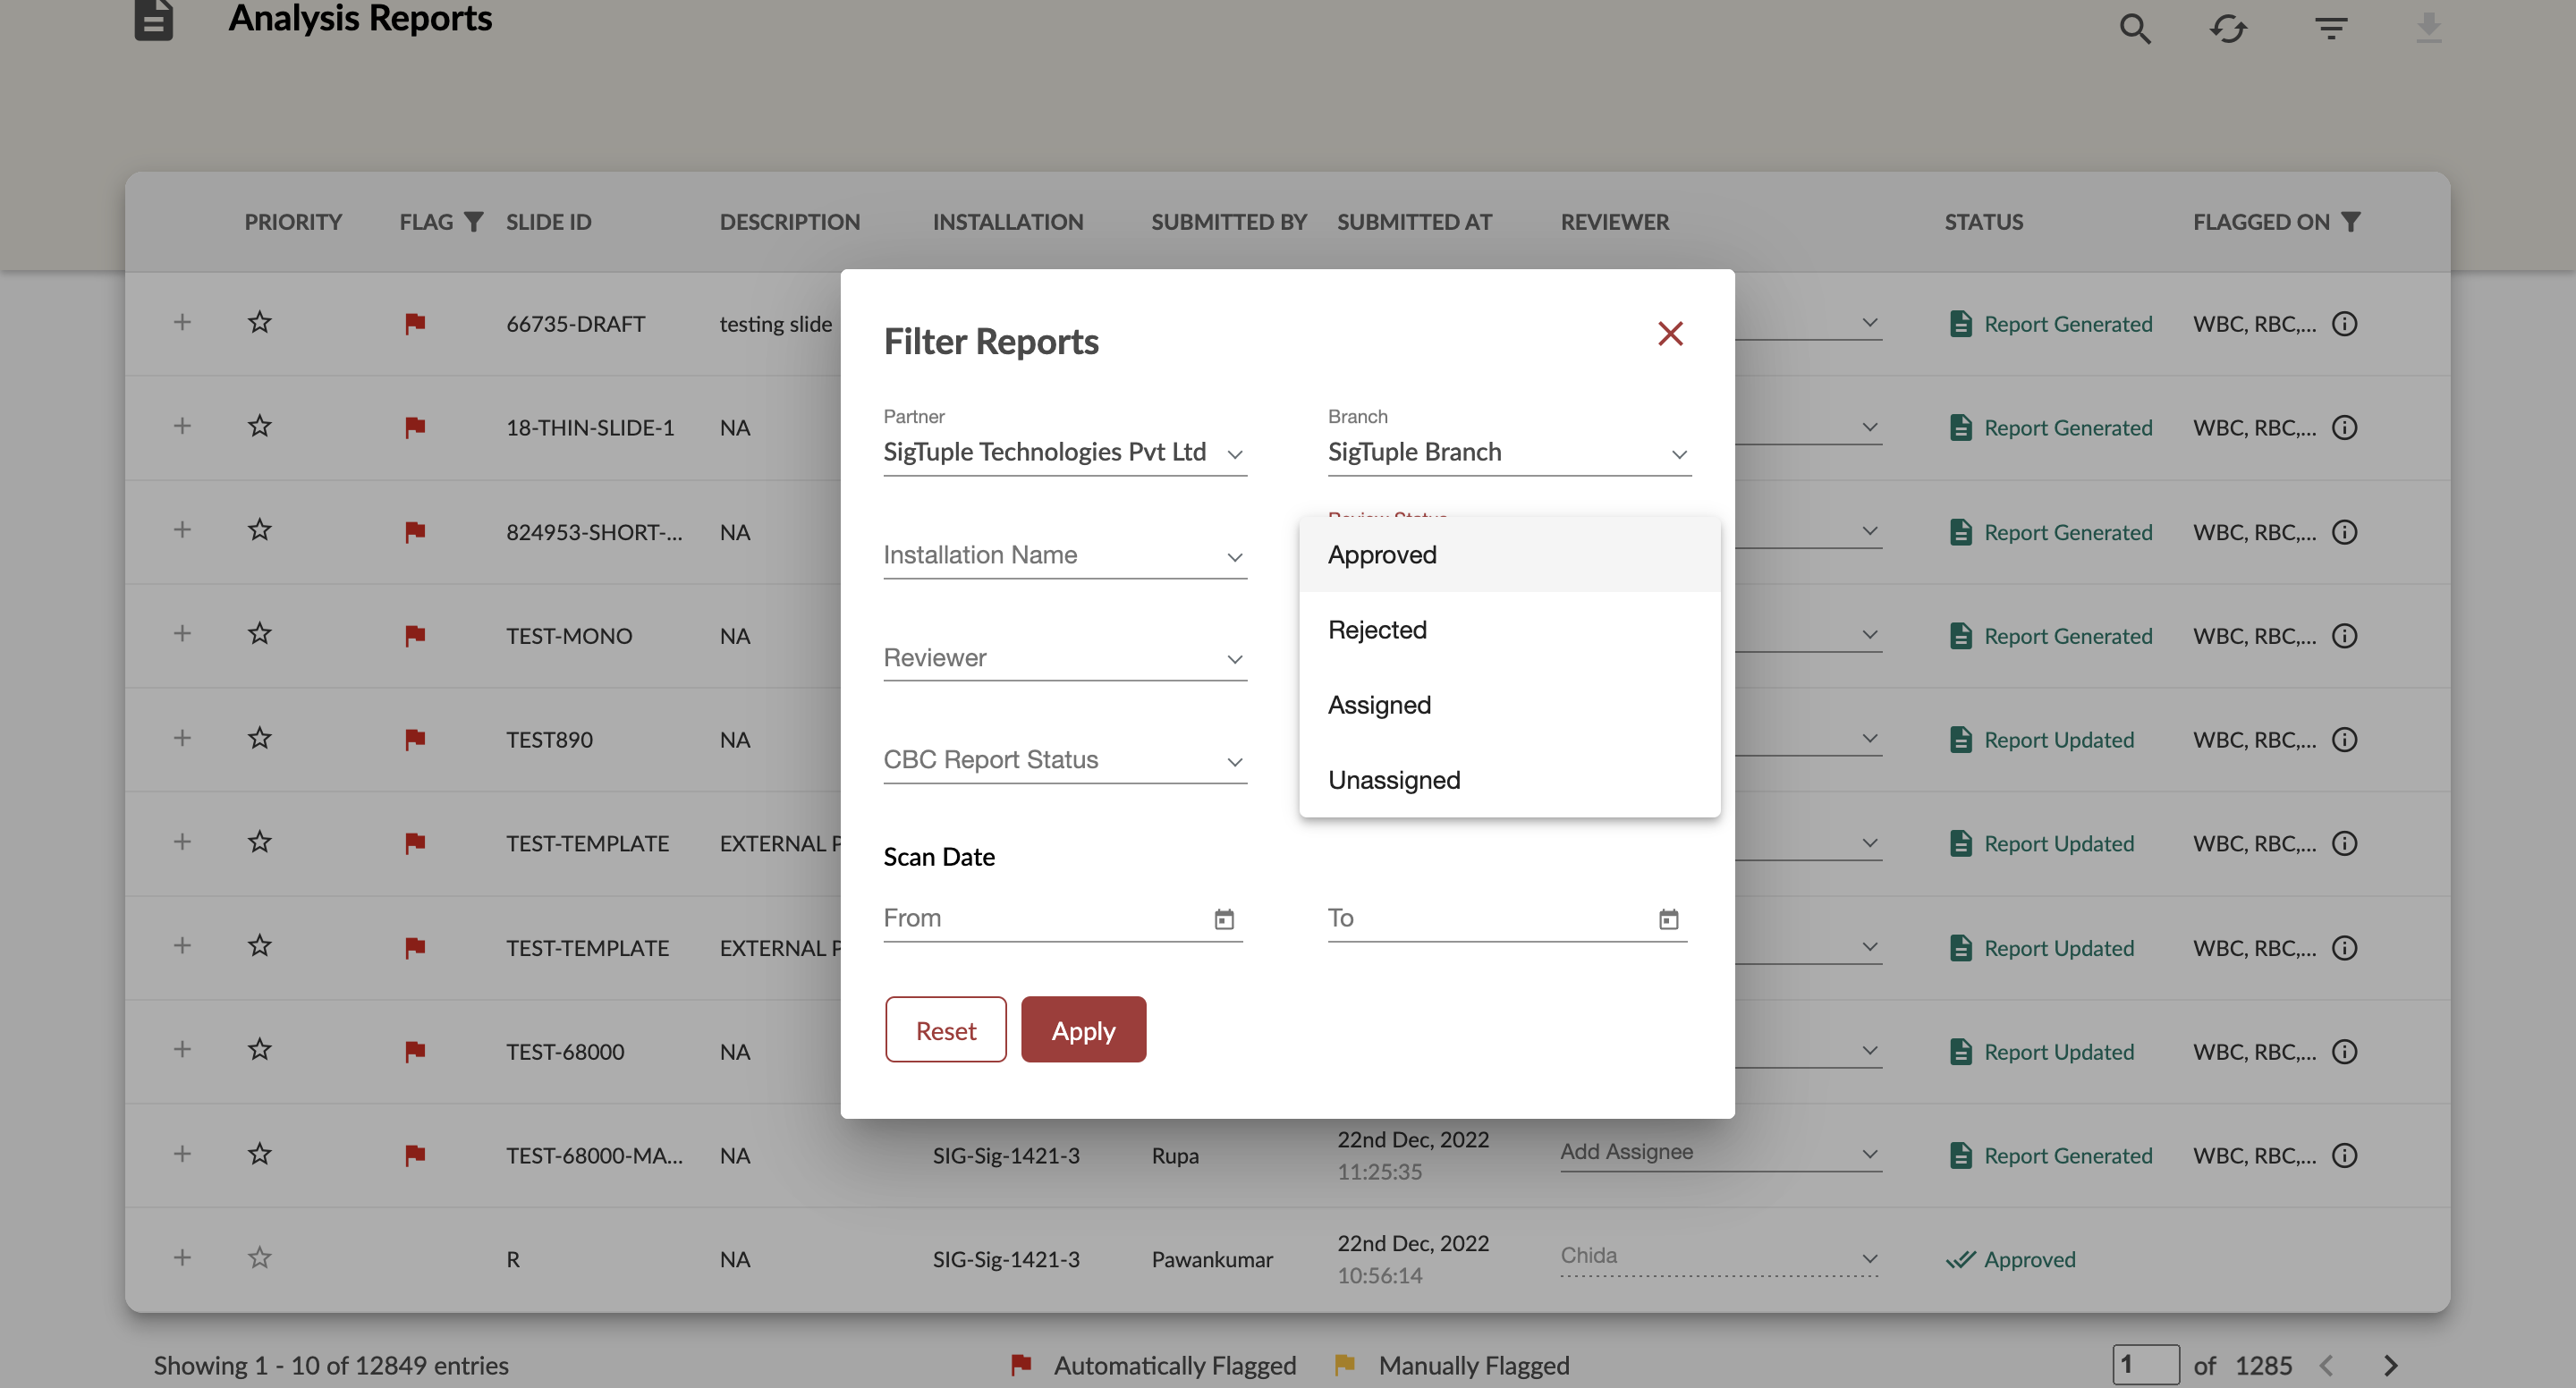 Analysis Reports
PRIORITY FLAG SLIDE ID DESCRIPTION INSTALLATION SUBMITTED BY SUBMITTED AT REVIEWER STATUS FLAGGED ON
66735-DRAFT testing slide Report Generated WBC, RBC,...
18-THIN-SLIDE-1 NA Report Generated WBC, RBC,...
824953-SHORT-... NA Report Generated WBC, RBC,...
TEST-MONO NA Report Generated WBC, RBC,...
TEST890 NA Report Updated WBC, RBC,...
TEST-TEMPLATE EXTERNAL P Report Updated WBC, RBC,...
TEST-TEMPLATE EXTERNAL P Report Updated WBC, RBC,...
TEST-68000 NA Report Updated WBC, RBC,...
TEST-68000-MA... NA SIG-Sig-1421-3 Rupa 22nd Dec, 2022 Add Assignee Report Generated WBC, RBC,...
11:25:35
R NA SIG-Sig-1421-3 Pawankumar 22nd Dec, 2022 Chida Approved
10:56:14
Filter Reports
Partner Branch
SigTuple Technologies Pvt Ltd SigTuple Branch
Review Status
Installation Name
Reviewer
CBC Report Status
Approved
Rejected
Assigned
Unassigned
Scan Date
From To
Reset Apply
Showing 1 - 10 of 12849 entries Automatically Flagged Manually Flagged 1 of 1285